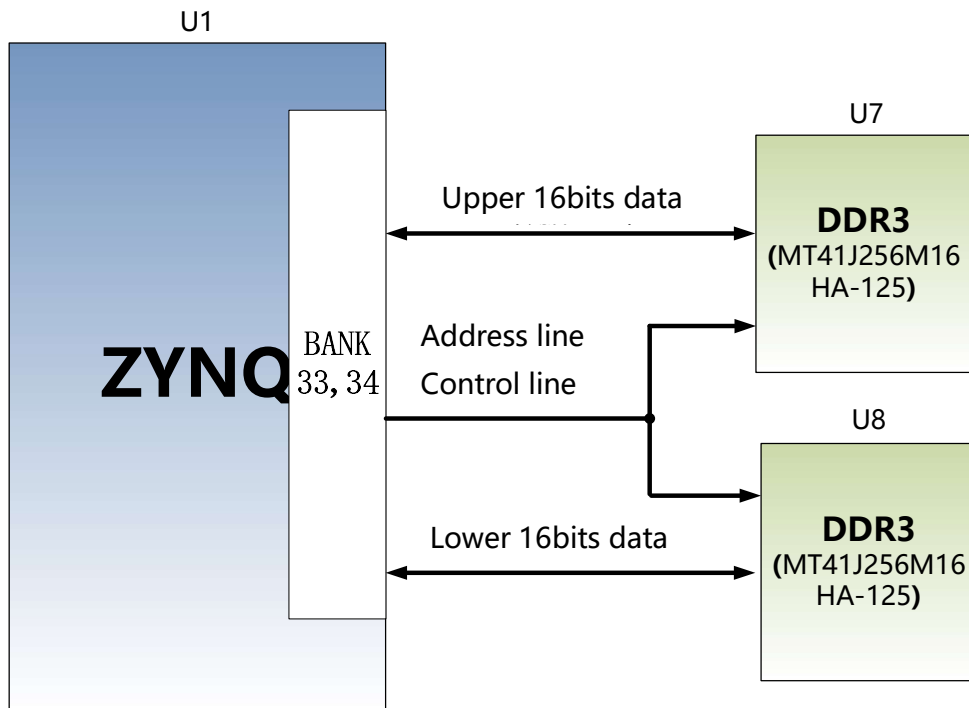 U1
ZYNQ
BANK
33, 34
Upper 16bits data
Address line
Control line
Lower 16bits data
U7
DDR3
(MT41J256M16
HA-125)
U8
DDR3
(MT41J256M16
HA-125)